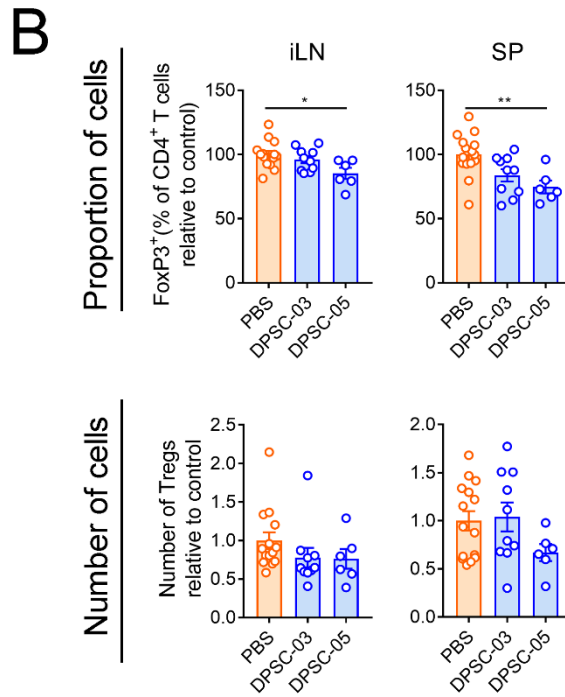 B
iLN
SP
Proportion of cells
FoxP3⁺(% of CD4⁺ T cells
relative to control)
150
100
50
0
*
PBS
DPSC-03
DPSC-05
150
100
50
0
**
PBS
DPSC-03
DPSC-05
Number of cells
Number of Tregs
relative to control
2.5
2.0
1.5
1.0
0.5
0.0
PBS
DPSC-03
DPSC-05
2.0
1.5
1.0
0.5
0.0
PBS
DPSC-03
DPSC-05